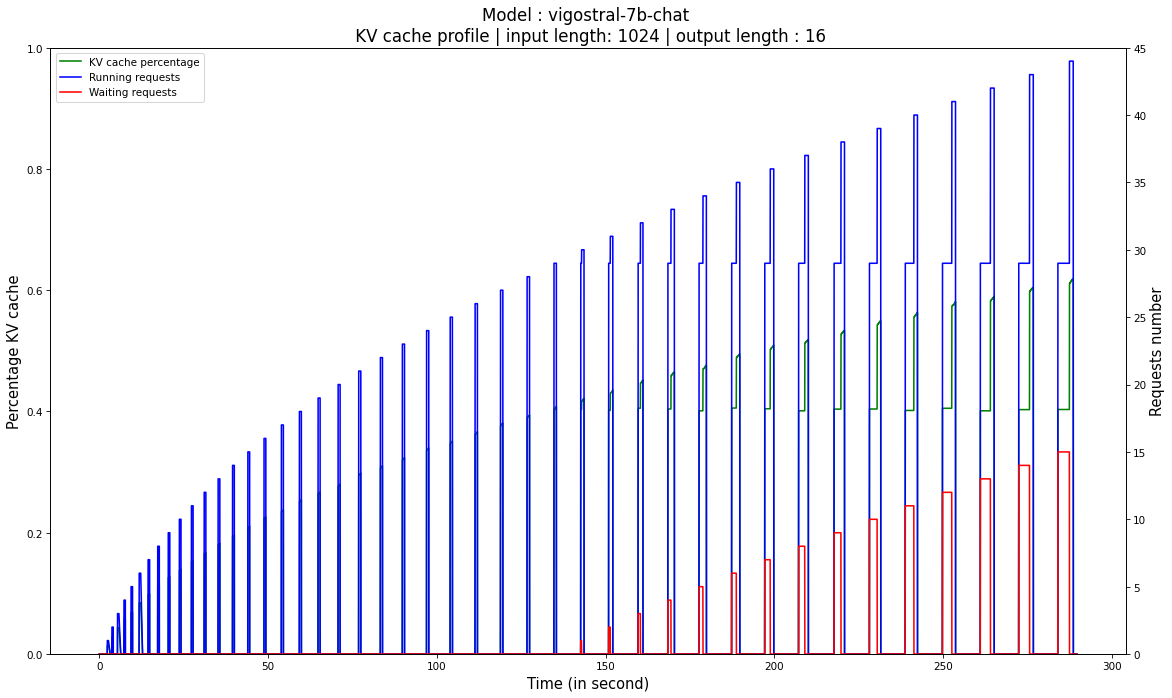 Model : vigostral-7b-chat
KV cache profile | input length: 1024 | output length : 16
KV cache percentage
Running requests
Waiting requests
Percentage KV cache
1.0
0.8
0.6
0.4
0.2
0.0
45
40
35
30
25
20
15
10
5
0
Requests number
0
50
100
150
200
250
300
Time (in second)